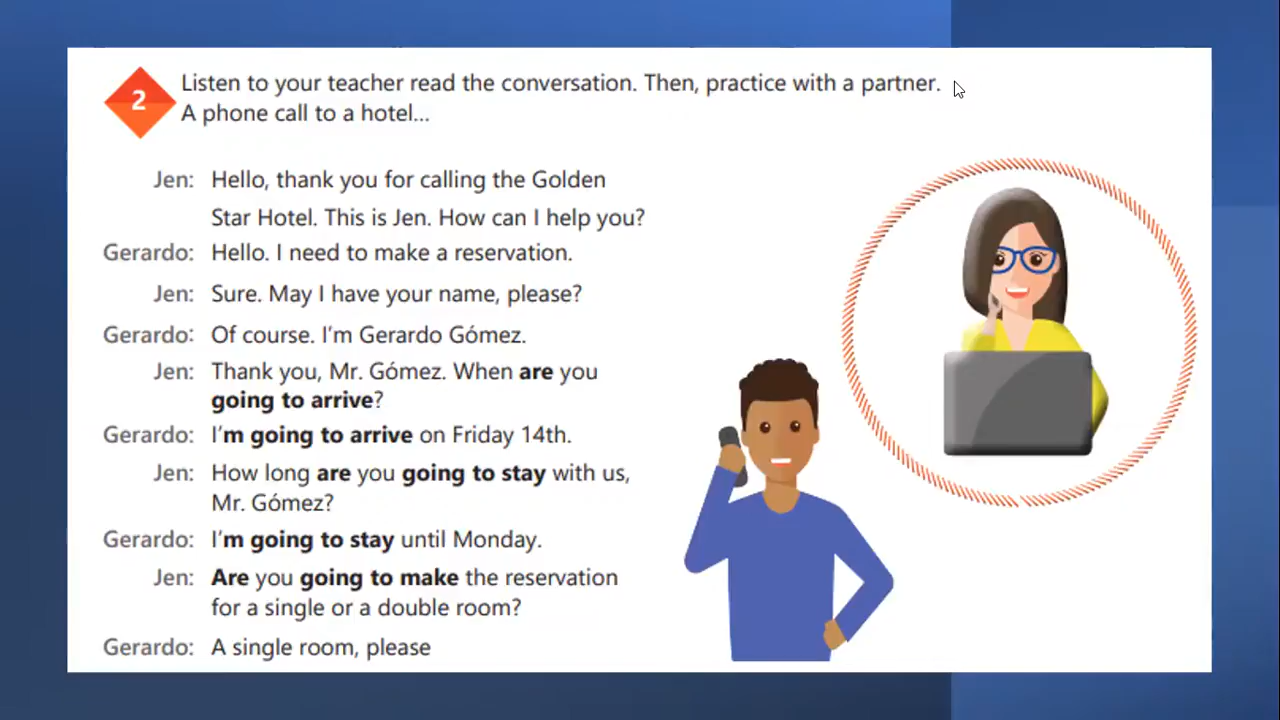 2
Listen to your teacher read the conversation. Then, practice with a partner.
A phone call to a hotel...
Jen: Hello, thank you for calling the Golden
Star Hotel. This is Jen. How can I help you?
Gerardo: Hello. I need to make a reservation.
Jen: Sure. May I have your name, please?
Gerardo: Of course. I'm Gerardo Gómez.
Jen: Thank you, Mr. Gómez. When are you
going to arrive?
Gerardo: I'm going to arrive on Friday 14th.
Jen: How long are you going to stay with us,
Mr. Gómez?
Gerardo: I'm going to stay until Monday.
Jen: Are you going to make the reservation
for a single or a double room?
Gerardo: A single room, please